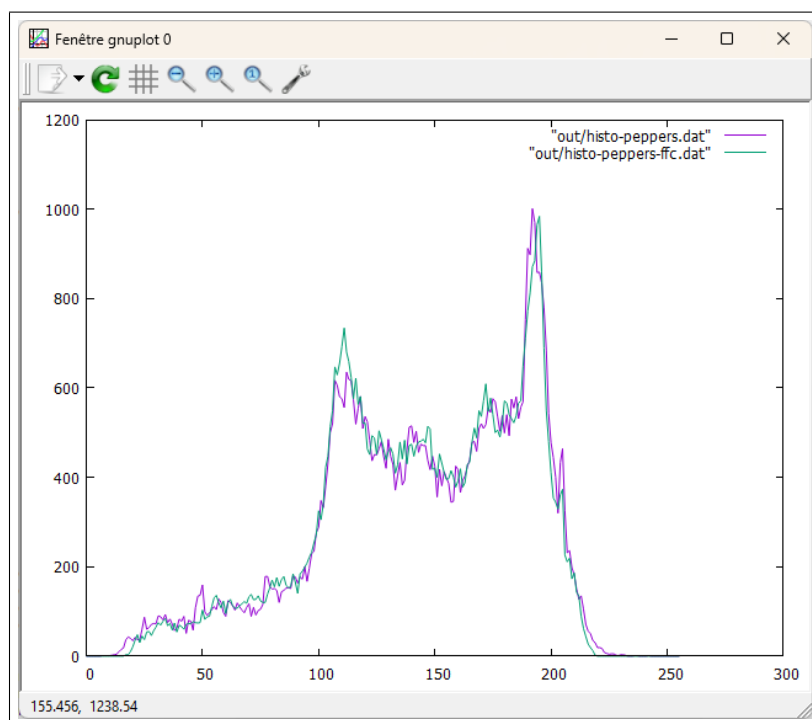 Fenêtre gnuplot 0
1200
"out/histo-peppers.dat"
"out/histo-peppers-ffc.dat"
1000
800
600
400
200
0
0 50 100 150 200 250 300
155.456, 1238.54